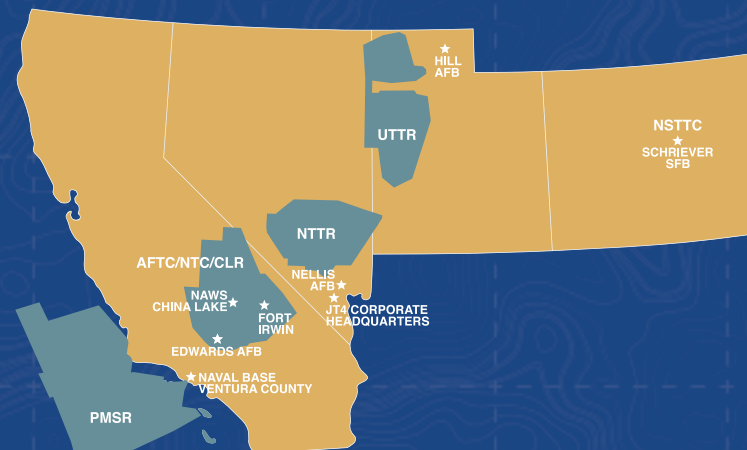 HILL
AFB
UTTR
NSTTC
SCHRIEVER
SFB
NTTR
AFTC/NTC/CLR
NELLIS
AFB
NAWS
CHINA LAKE
FORT
IRWIN
JT4 CORPORATE
HEADQUARTERS
EDWARDS AFB
NAVAL BASE
VENTURA COUNTY
PMSR